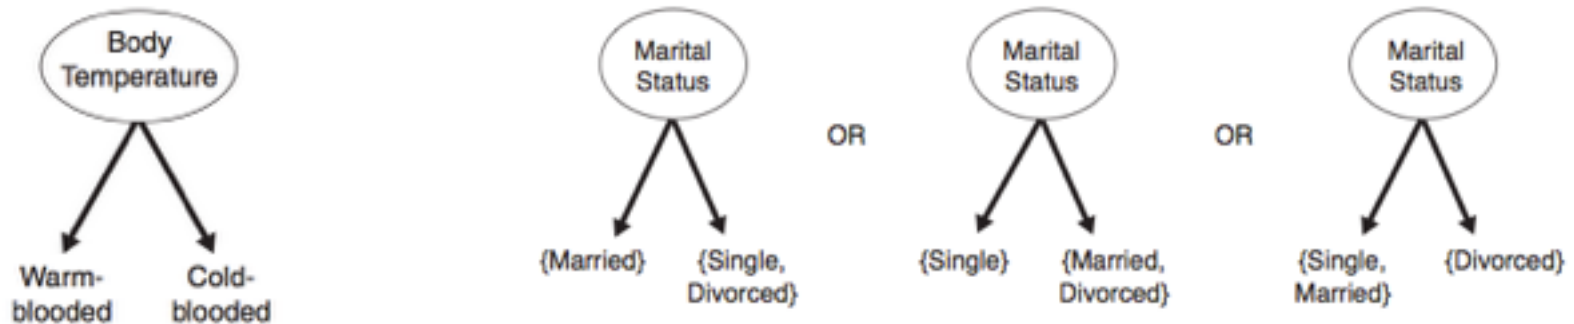 Body
Temperature
Warm-
blooded
Cold-
blooded
Marital
Status
{Married}
{Single,
Divorced}
OR
Marital
Status
{Single}
{Married,
Divorced}
OR
Marital
Status
{Single,
Married}
{Divorced}